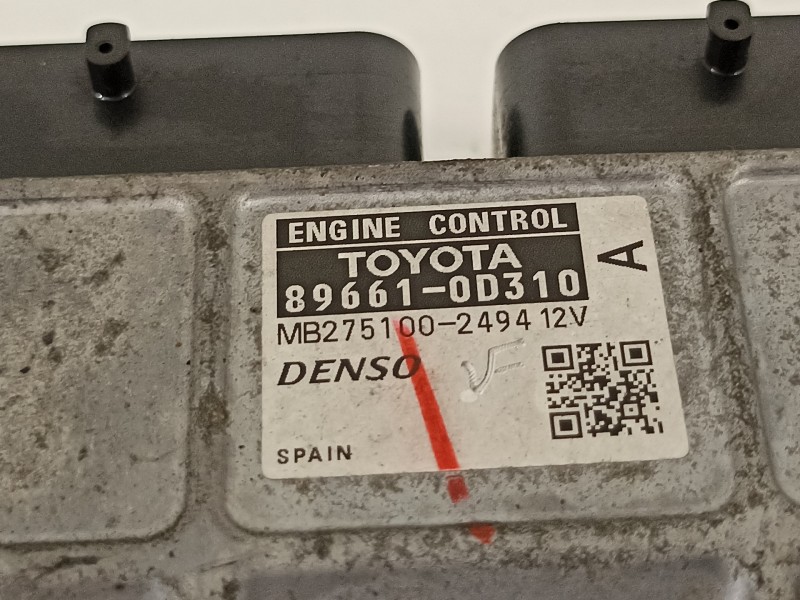 ENGINE CONTROL
TOYOTA
89661-0D310
A
MB275100-2494 12V
DENSO
SPAIN